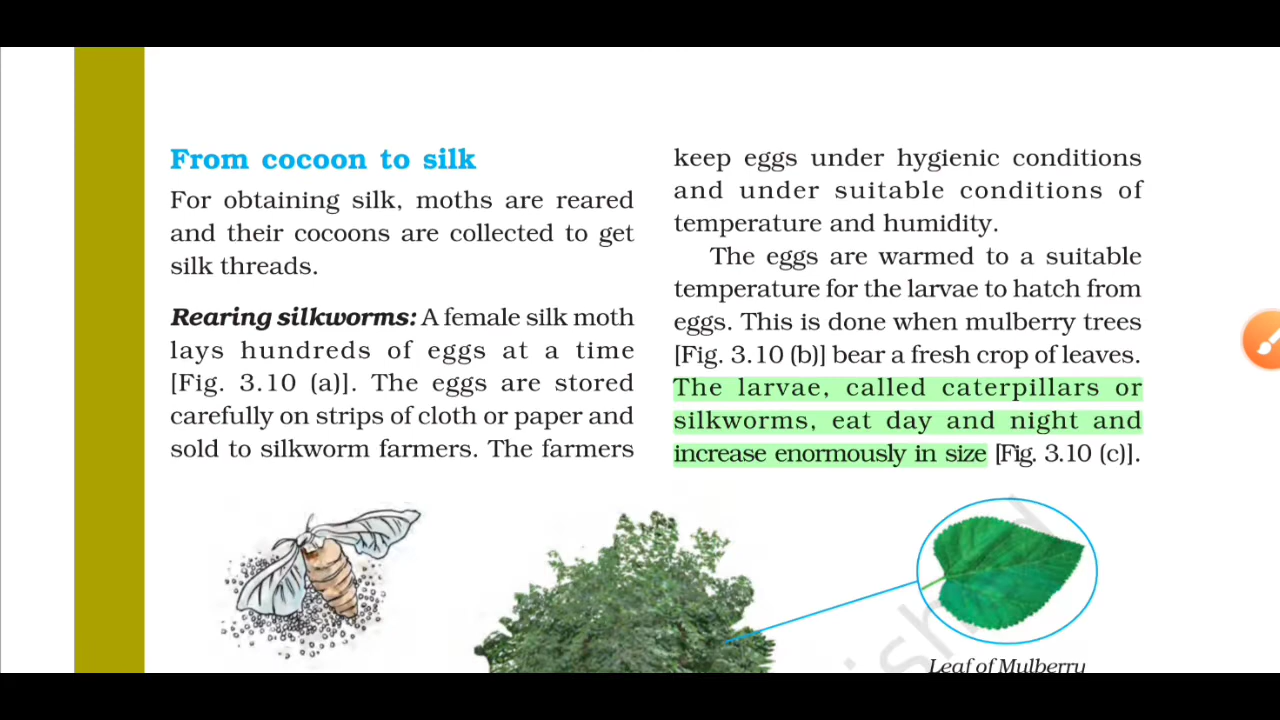 From cocoon to silk
For obtaining silk, moths are reared
and their cocoons are collected to get
silk threads.
Rearing silkworms: A female silk moth
lays hundreds of eggs at a time
[Fig. 3.10 (a)]. The eggs are stored
carefully on strips of cloth or paper and
sold to silkworm farmers. The farmers
keep eggs under hygienic conditions
and under suitable conditions of
temperature and humidity.
The eggs are warmed to a suitable
temperature for the larvae to hatch from
eggs. This is done when mulberry trees
[Fig. 3.10 (b)] bear a fresh crop of leaves.
The larvae, called caterpillars or
silkworms, eat day and night and
increase enormously in size [Fig. 3.10 (c)].
Leaf of Mulberry